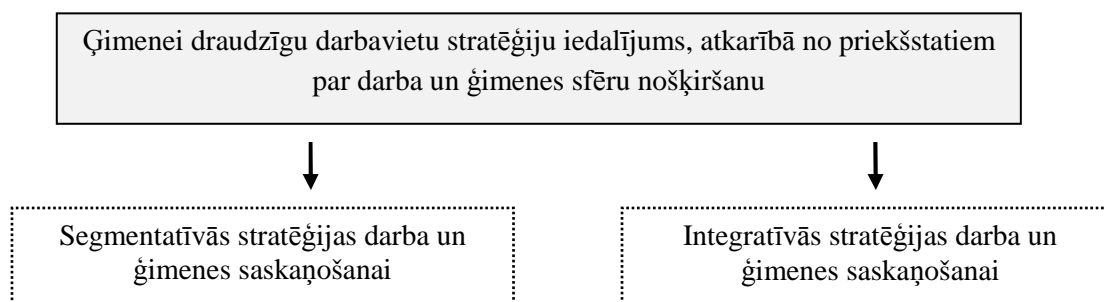 Ģimenei draudzīgu darbavietu stratēģiju iedalījums, atkarībā no priekšstatiem
par darba un ģimenes sfēru nošķiršanu
Segmentatīvās stratēģijas darba un
ģimenes saskaņošanai
Integratīvās stratēģijas darba un
ģimenes saskaņošanai